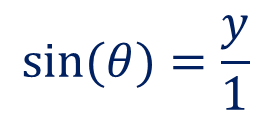 sin(θ) = y/1